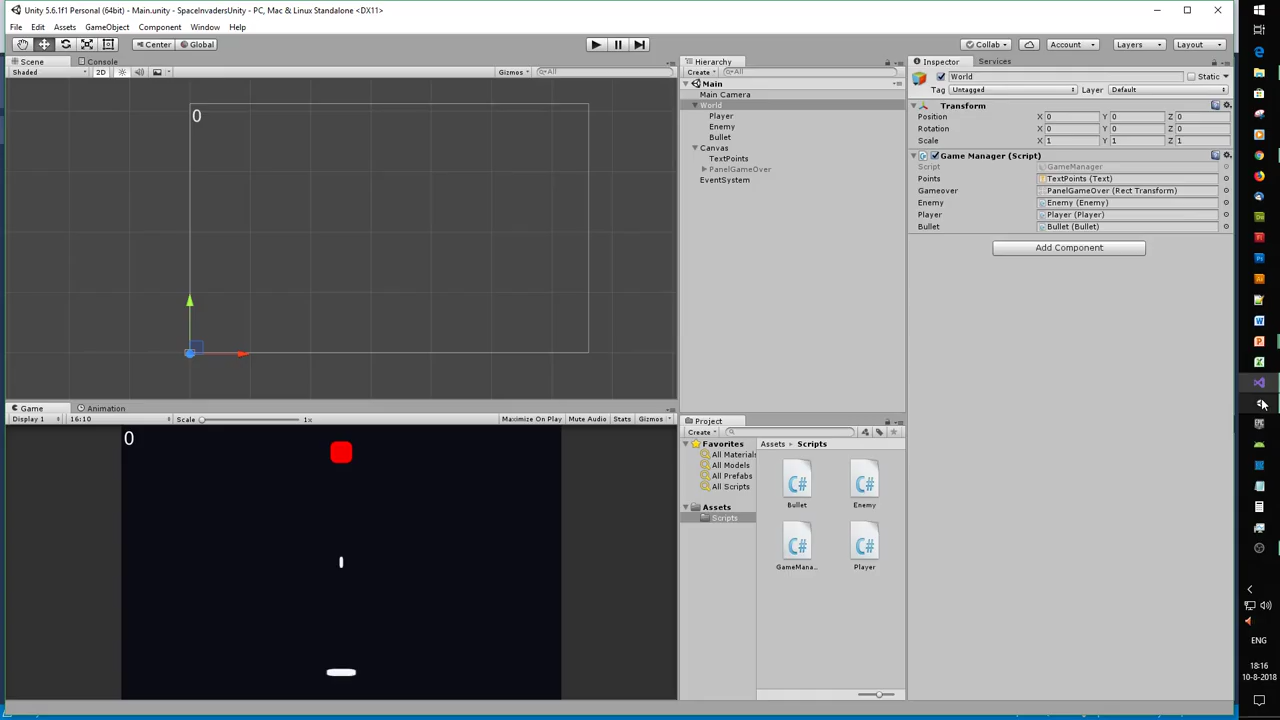 Unity 5.6.1f1 Personal (64bit) - Main.unity - SpaceInvadersUnity - PC, Mac & Linux Standalone <DX11>
File Edit Assets GameObject Component Window Help
Center Global Collab Account Layers Layout
Scene Console
Shaded 2D Gizmos All
0
Hierarchy
Create All
Main
Main Camera
World
Player
Enemy
Bullet
Canvas
TextPoints
PanelGameOver
EventSystem
Inspector Services
World Static
Tag Untagged Layer Default
Transform
Position X 0 Y 0 Z 0
Rotation X 0 Y 0 Z 0
Scale X 1 Y 1 Z 1
Game Manager (Script)
Script GameManager
Points TextPoints (Text)
Gameover PanelGameOver (Rect Transform)
Enemy Enemy (Enemy)
Player Player (Player)
Bullet Bullet (Bullet)
Add Component
Game Animation
Display 1 16:10 Scale 1x Maximize On Play Mute Audio Stats Gizmos
0
Project
Create
Favorites
All Materials
All Models
All Prefabs
All Scripts
Assets
Scripts
Assets Scripts
Bullet Enemy
GameMana... Player
ENG
18:16
10-8-2018